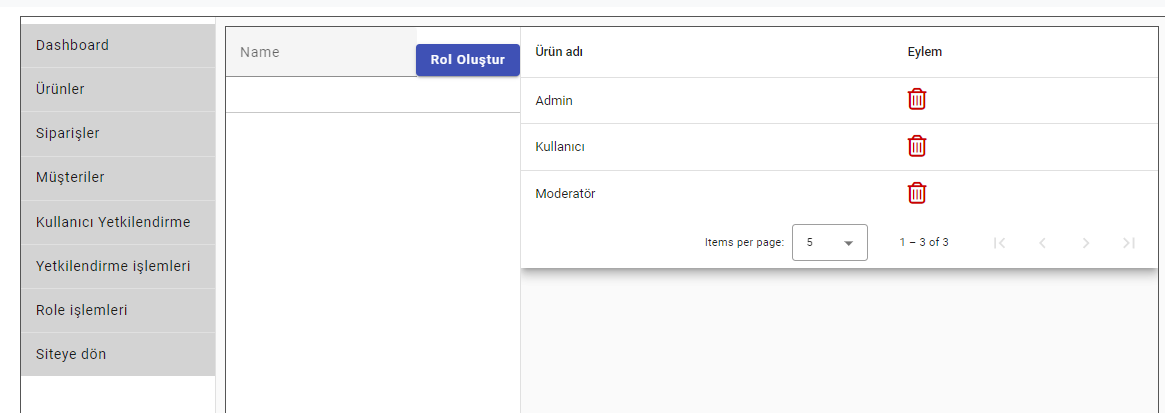 Dashboard
Ürünler
Siparişler
Müşteriler
Kullanıcı Yetkilendirme
Yetkilendirme işlemleri
Role işlemleri
Siteye dön
Name
Rol Oluştur
Ürün adı Eylem
Admin
Kullanıcı
Moderatör
Items per page: 5 1 – 3 of 3